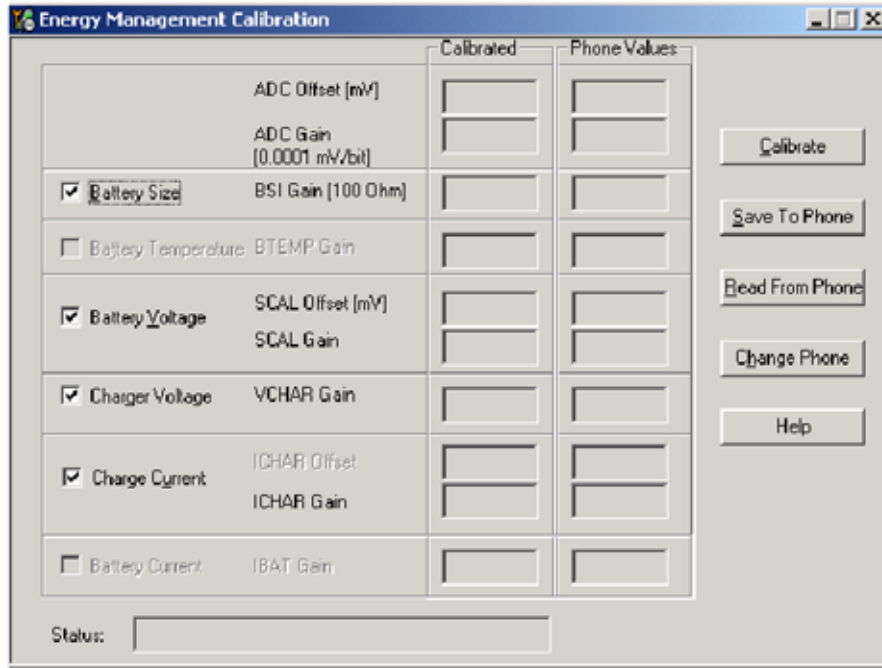 Energy Management Calibration
Calibrated Phone Values
ADC Offset [mV]
ADC Gain
[0.0001 mV/bit]
Calibrate
Battery Size BSI Gain [100 Ohm]
Save To Phone
Battery Temperature BTEMP Gain
Read From Phone
SCAL Offset [mV]
Battery Voltage
SCAL Gain
Change Phone
Charger Voltage VCHAR Gain
Help
ICHAR Offset
Charge Current
ICHAR Gain
Battery Current IBAT Gain
Status: